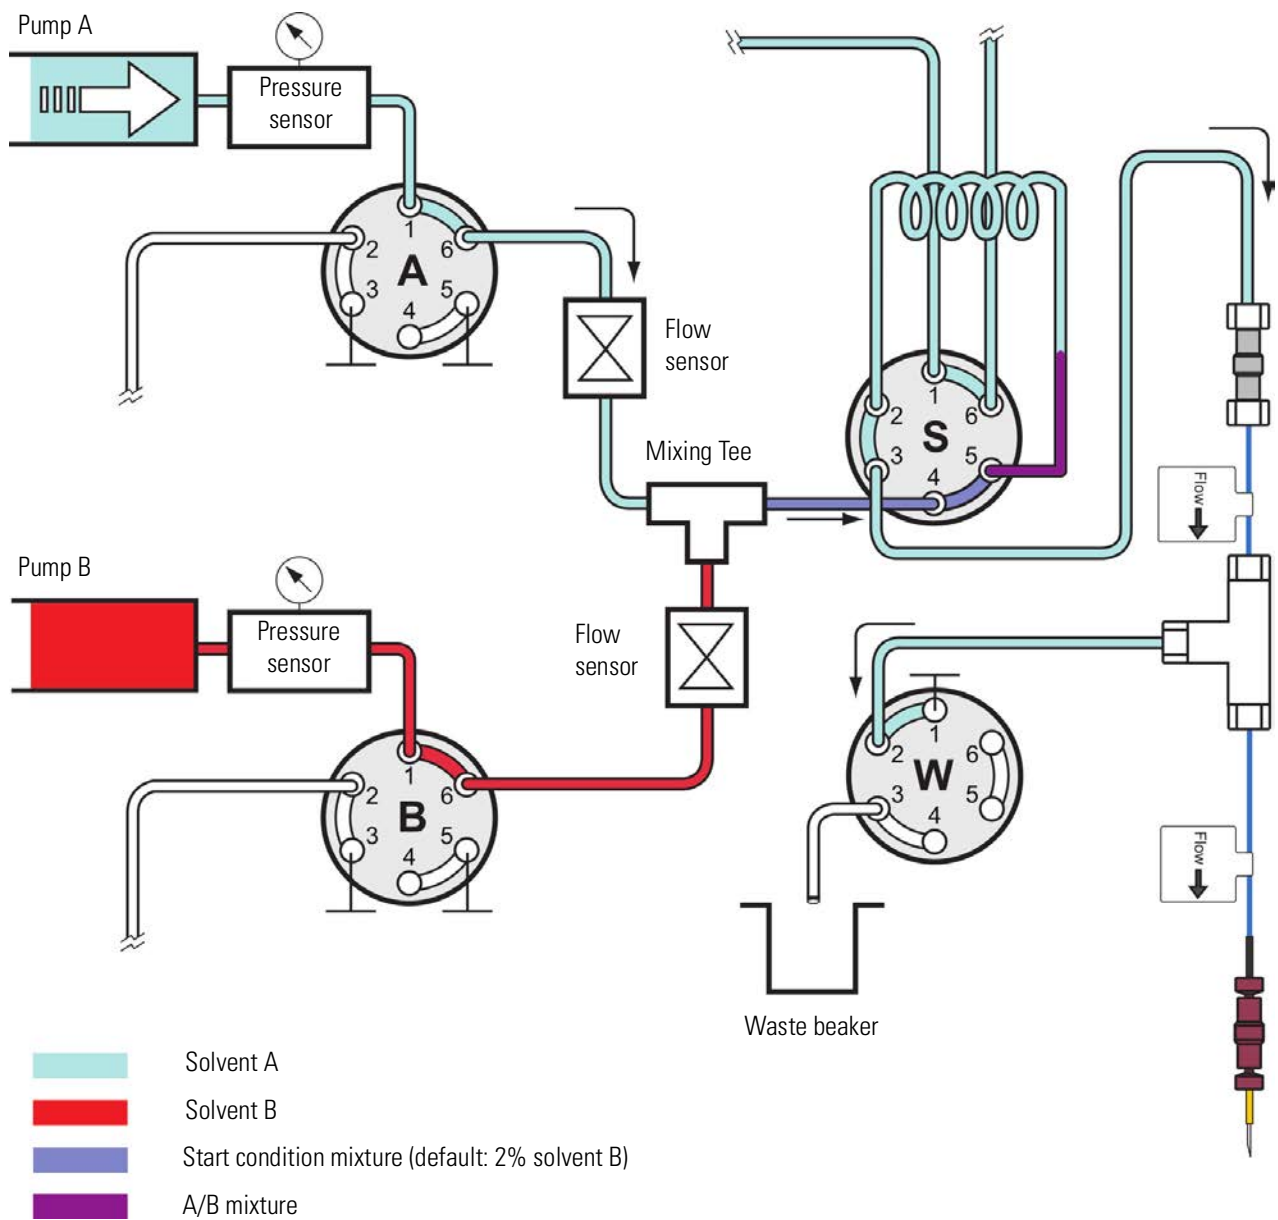 Pump A
Pressure
sensor
1
2
6
A
3
5
4
Flow
sensor
Mixing Tee
1
2
6
S
3
5
4
Flow
Pump B
Pressure
sensor
Flow
sensor
1
2
6
B
3
5
4
1
2
6
W
3
5
4
Flow
Waste beaker
Solvent A
Solvent B
Start condition mixture (default: 2% solvent B)
A/B mixture